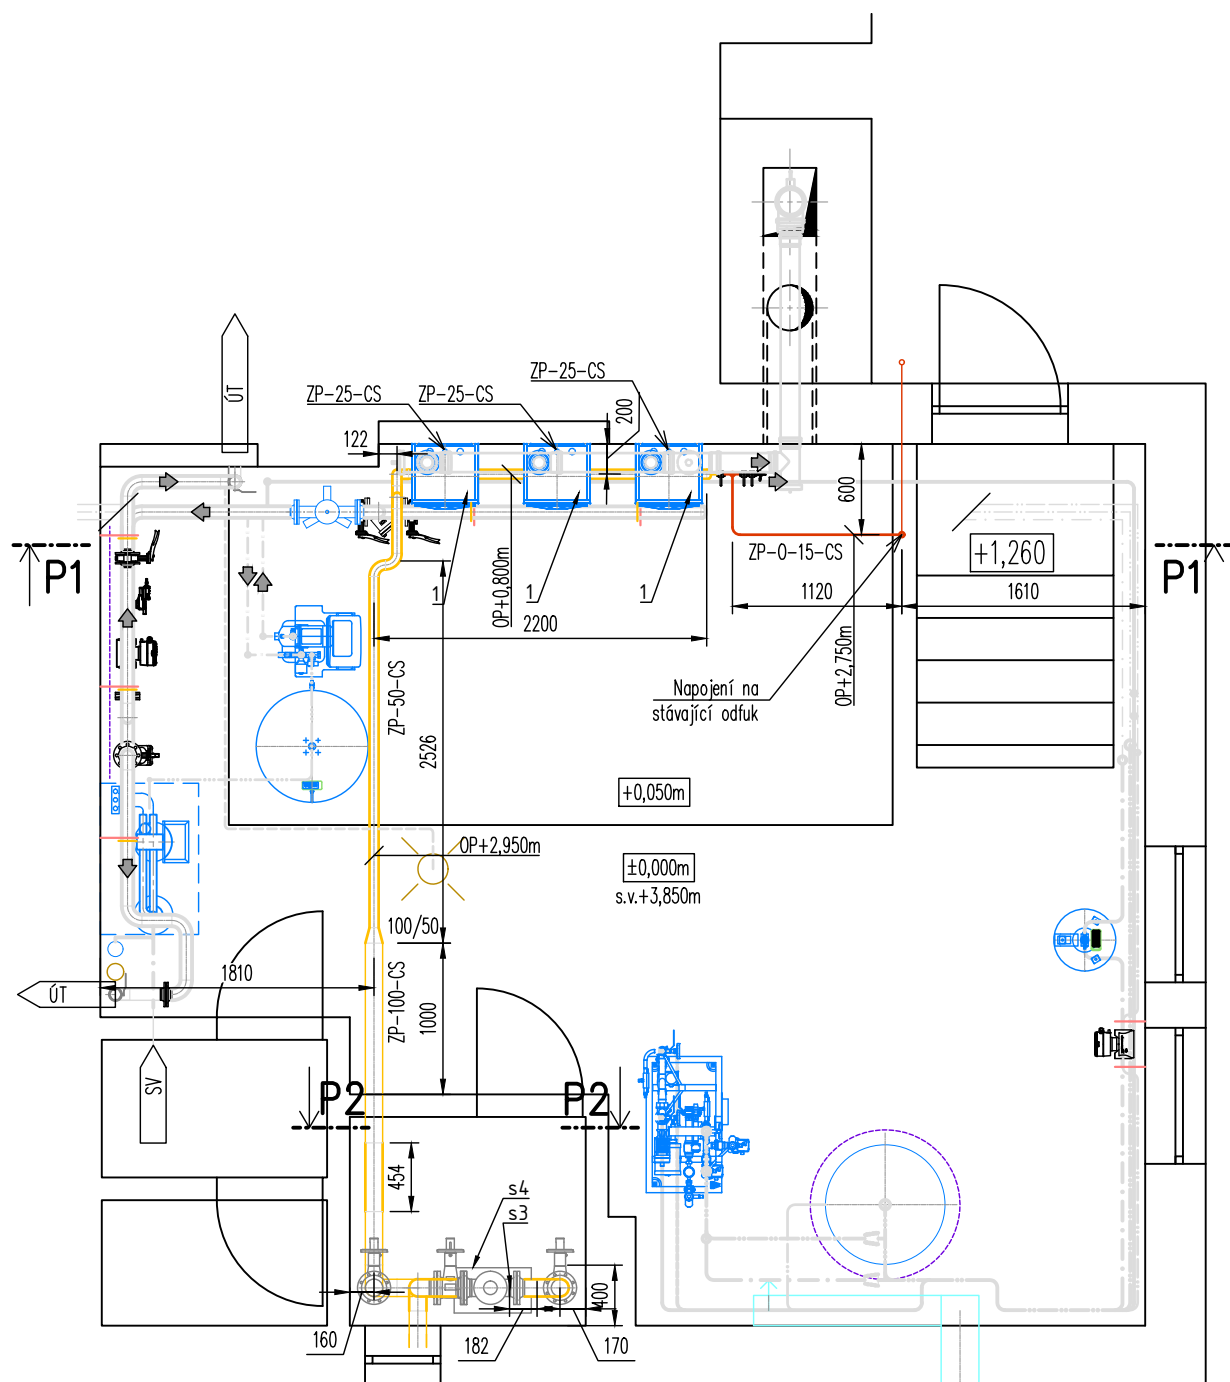 ZP-25-CS
ZP-25-CS
ZP-25-CS
ÚT
122
200
600
ZP-0-15-CS
+1,260
P1
P1
1
1
1
OP+0,800m
1120
1610
2200
OP+2,750m
Napojení na
stávající odfuk
ZP-50-CS
2526
+0,050m
OP+2,950m
±0,000m
s.v.+3,850m
100/50
1810
ÚT
ZP-100-CS
1000
SV
P2
P2
454
s4
s3
400
160
182
170